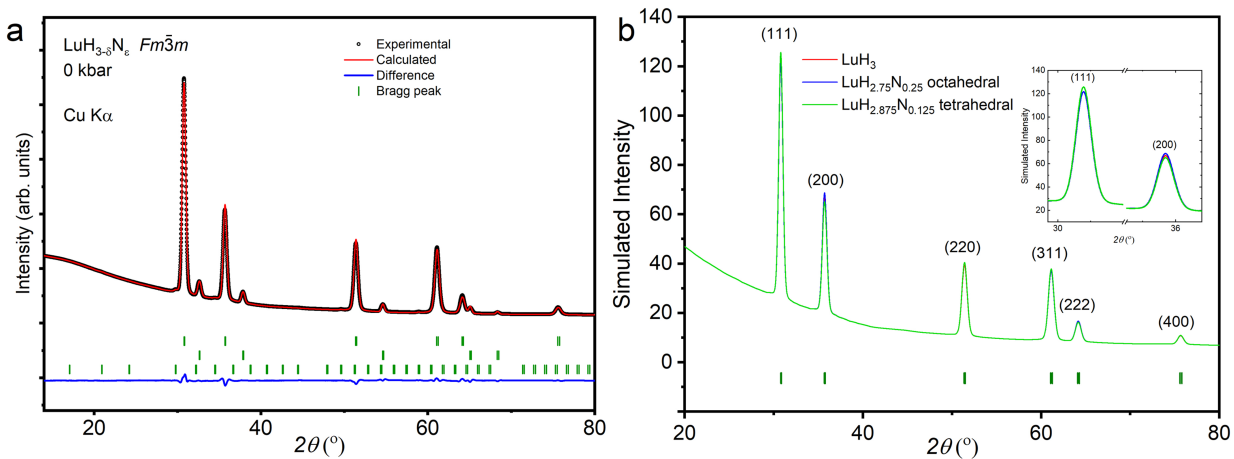 a
LuH3-δNε Fm3̄m
0 kbar
Cu Kα
Experimental
Calculated
Difference
Bragg peak
Intensity (arb. units)
20 40 60 80
2θ (°)
b
140
120
100
80
60
40
20
0
Simulated Intensity
(111)
(200)
(220)
(311)
(222)
(400)
LuH3
LuH2.75N0.25 octahedral
LuH2.875N0.125 tetrahedral
20 40 60 80
2θ (°)
140
120
100
80
60
40
20
Simulated Intensity
(111)
(200)
30 36
2θ (°)